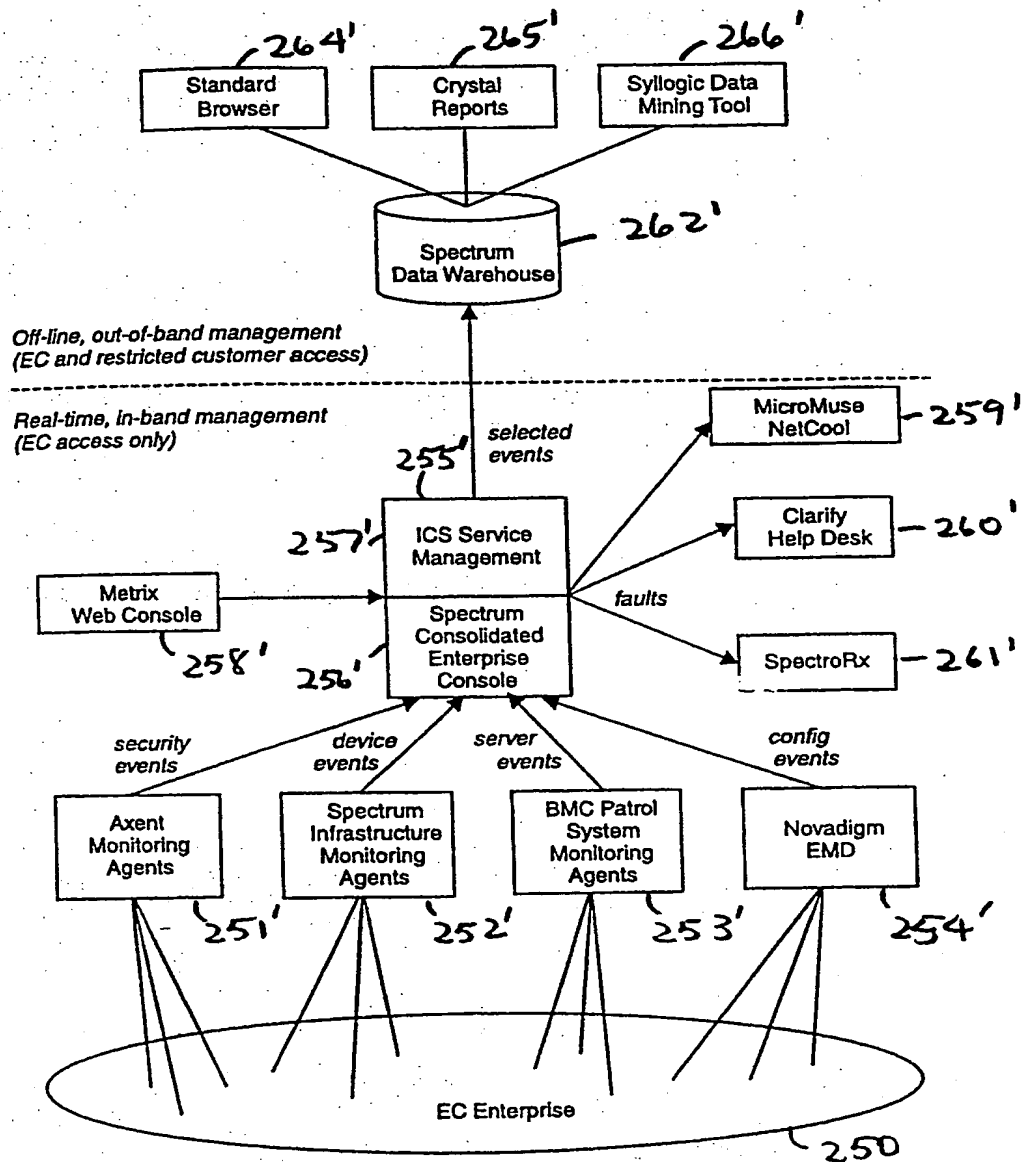 264'
265'
266'
Standard
Browser
Crystal
Reports
Syllogic Data
Mining Tool
Spectrum
Data Warehouse
262'
Off-line, out-of-band management
(EC and restricted customer access)
Real-time, in-band management
(EC access only)
selected
events
MicroMuse
NetCool
259'
255'
257'
ICS Service
Management
Clarify
Help Desk
260'
Metrix
Web Console
258'
Spectrum
Consolidated
Enterprise
Console
256'
faults
SpectroRx
261'
security
events
device
events
server
events
config
events
Axent
Monitoring
Agents
Spectrum
Infrastructure
Monitoring
Agents
BMC Patrol
System
Monitoring
Agents
Novadigm
EMD
251'
252'
253'
254'
EC Enterprise
250